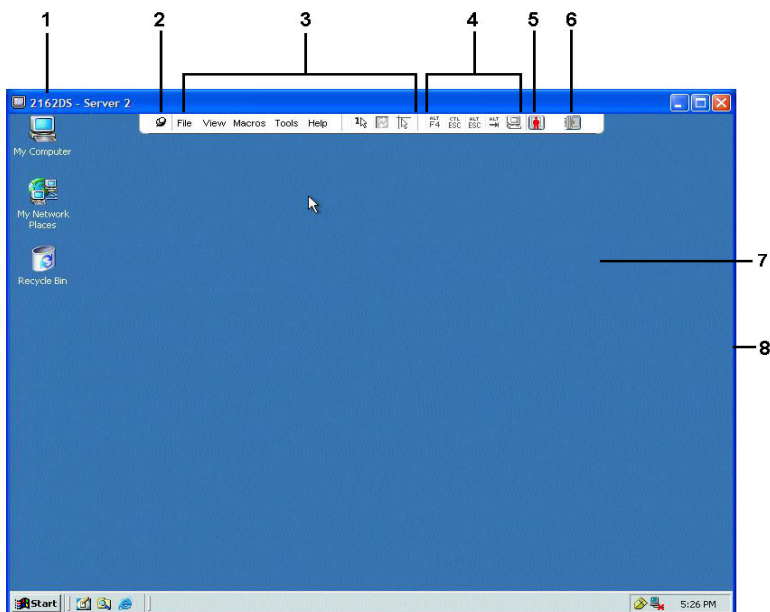 1 2 3 4 5 6
2162DS - Server 2
File View Macros Tools Help 1 ALT F4 CTL ESC ALT ESC ALT
My Computer
My Network Places
Recycle Bin
7
8
Start 5:26 PM